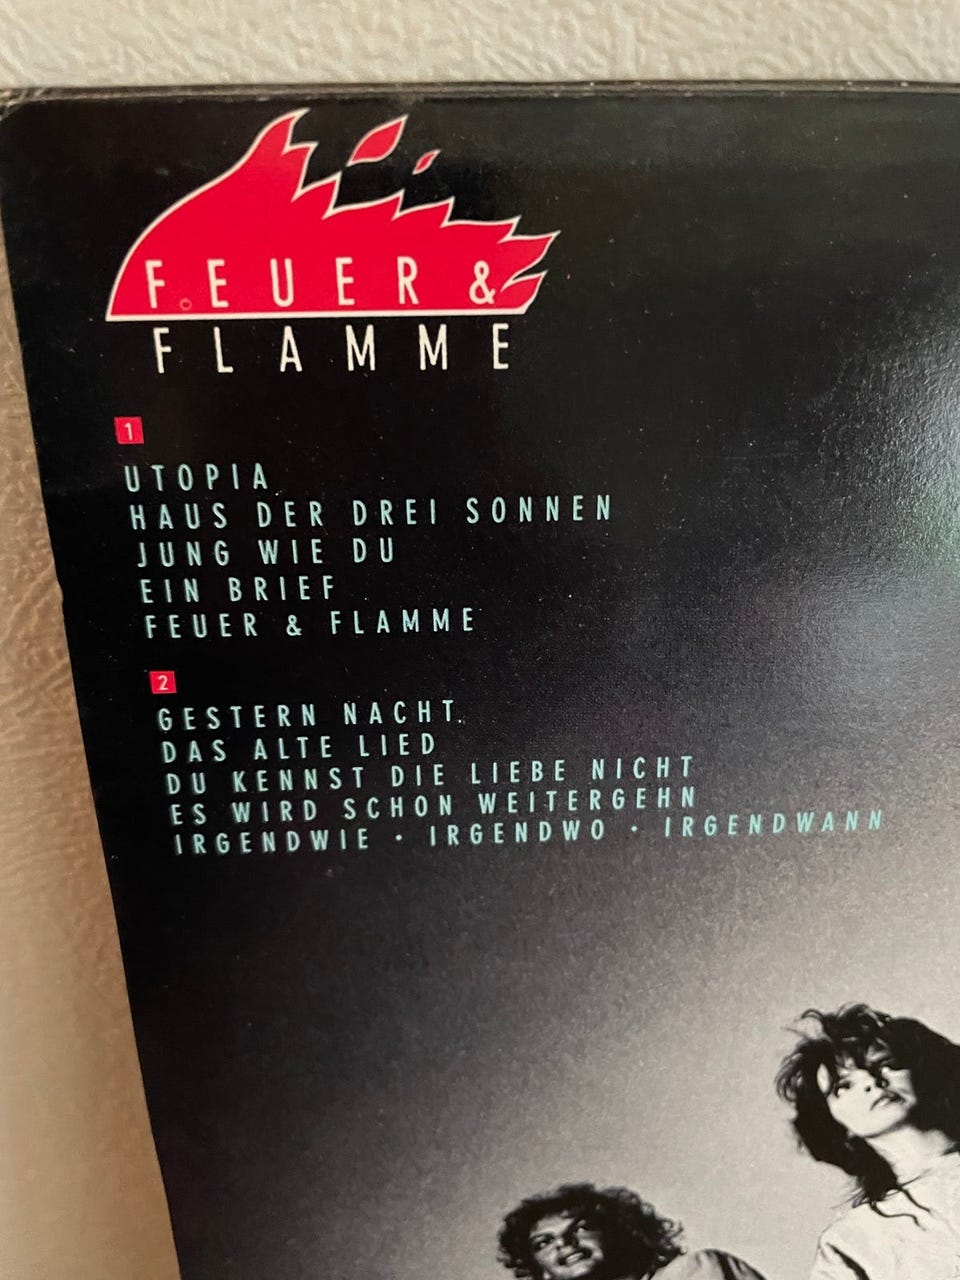 FEUER &
FLAMME
1
UTOPIA
HAUS DER DREI SONNEN
JUNG WIE DU
EIN BRIEF
FEUER & FLAMME
2
GESTERN NACHT
DAS ALTE LIED
DU KENNST DIE LIEBE NICHT
ES WIRD SCHON WEITERGEHN
IRGENDWIE · IRGENDWO · IRGENDWANN